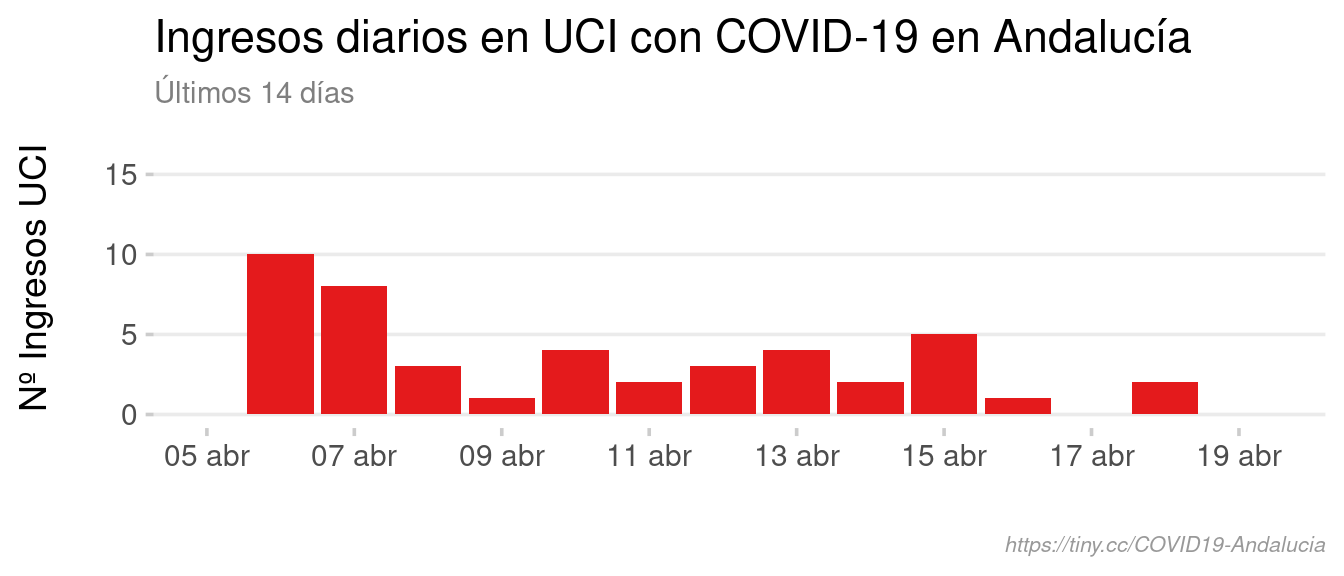 Ingresos diarios en UCI con COVID-19 en Andalucía
Últimos 14 días
Nº Ingresos UCI
15
10
5
0
05 abr 07 abr 09 abr 11 abr 13 abr 15 abr 17 abr 19 abr
https://tiny.cc/COVID19-Andalucia